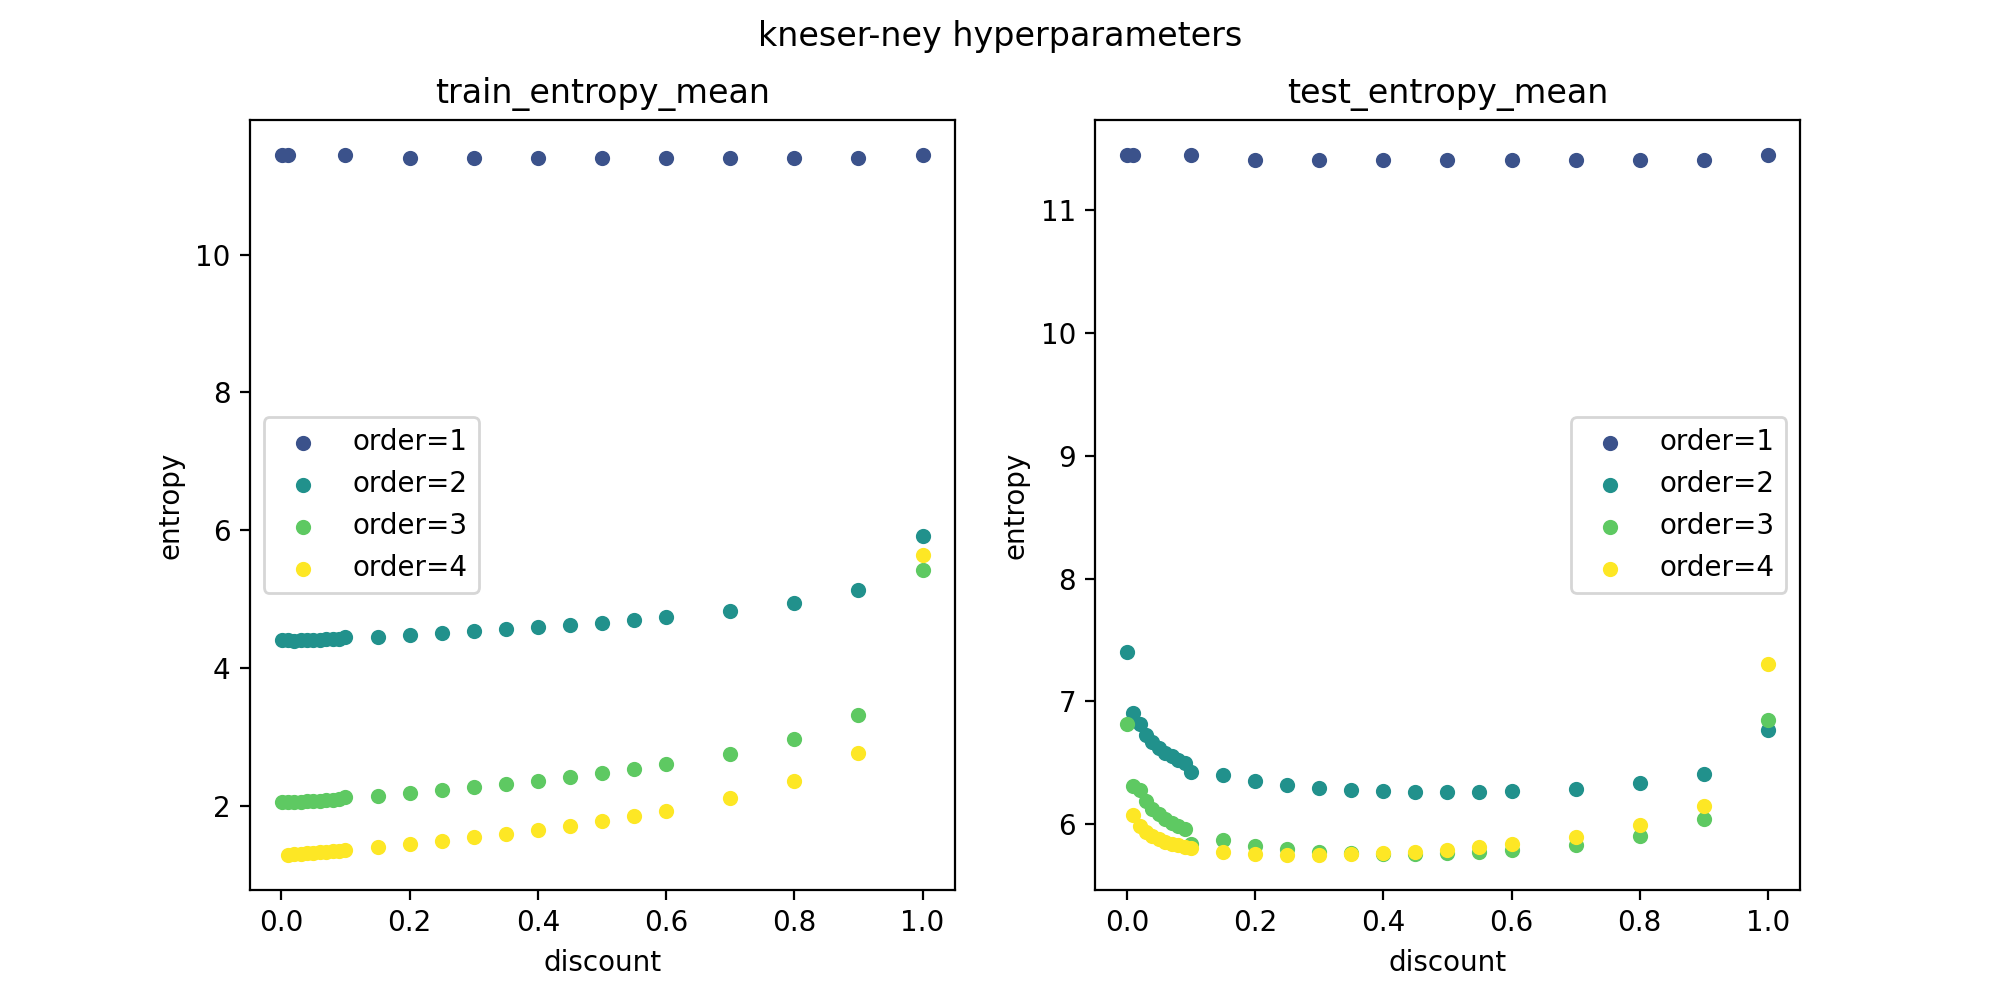 kneser-ney hyperparameters
train_entropy_mean
entropy
10
8
6
4
2
order=1
order=2
order=3
order=4
0.0 0.2 0.4 0.6 0.8 1.0
discount
test_entropy_mean
entropy
11
10
9
8
7
6
order=1
order=2
order=3
order=4
0.0 0.2 0.4 0.6 0.8 1.0
discount